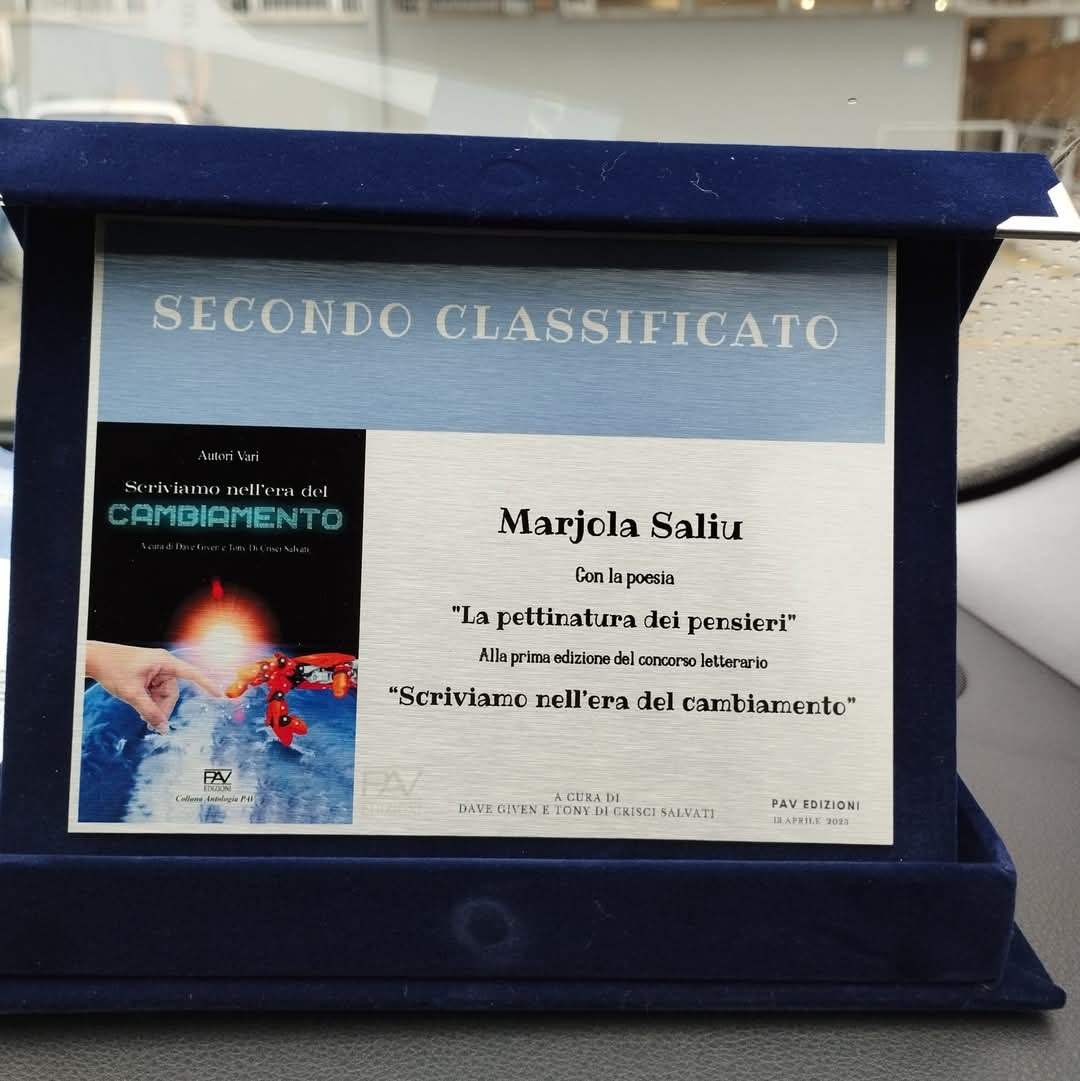 SECONDO CLASSIFICATO
Autori Vari
Scriviamo nell'era del
CAMBIAMENTO
A cura di Dave Given e Tony Di Crisci Salvati
PAV
EDIZIONI
Collana Antologia PAV
Marjola Saliu
Con la poesia
"La pettinatura dei pensieri"
Alla prima edizione del concorso letterario
“Scriviamo nell'era del cambiamento”
PAV
A CURA DI
DAVE GIVEN E TONY DI CRISCI SALVATI
PAV EDIZIONI
13 APRILE 2023